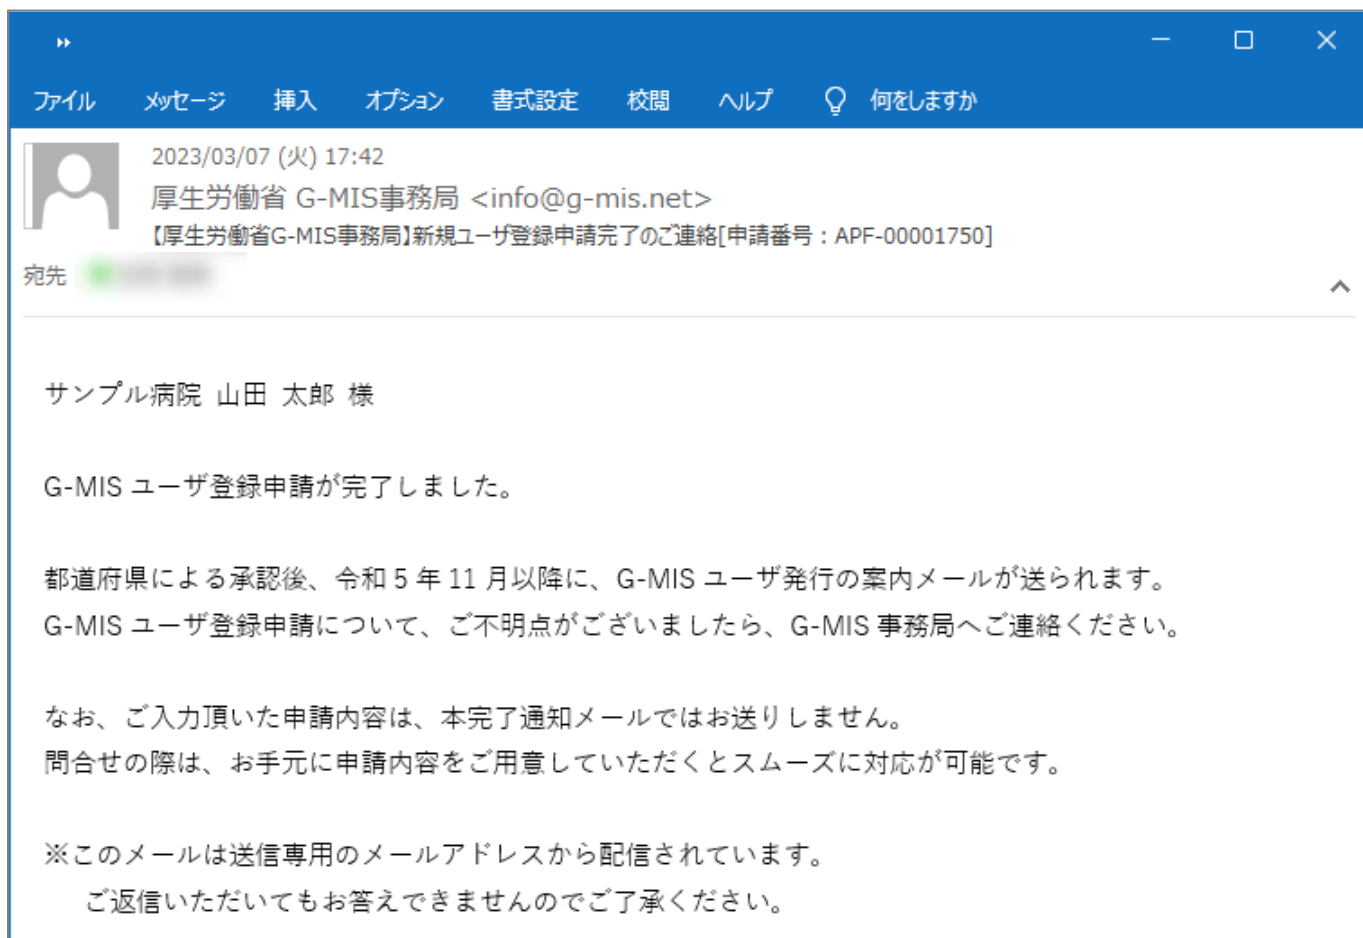 ファイル メッセージ 挿入 オプション 書式設定 校閲 ヘルプ 何をしますか
2023/03/07 (火) 17:42
厚生労働省 G-MIS事務局 <info@g-mis.net>
【厚生労働省G-MIS事務局】新規ユーザ登録申請完了のご連絡[申請番号：APF-00001750]
宛先
サンプル病院 山田 太郎 様
G-MIS ユーザ登録申請が完了しました。
都道府県による承認後、令和 5 年 11 月以降に、G-MIS ユーザ発行の案内メールが送られます。
G-MIS ユーザ登録申請について、ご不明点がございましたら、G-MIS 事務局へご連絡ください。
なお、ご入力頂いた申請内容は、本完了通知メールではお送りしません。
問合せの際は、お手元に申請内容をご用意していただくとスムーズに対応が可能です。
※このメールは送信専用のメールアドレスから配信されています。
ご返信いただいてもお答えできませんのでご了承ください。